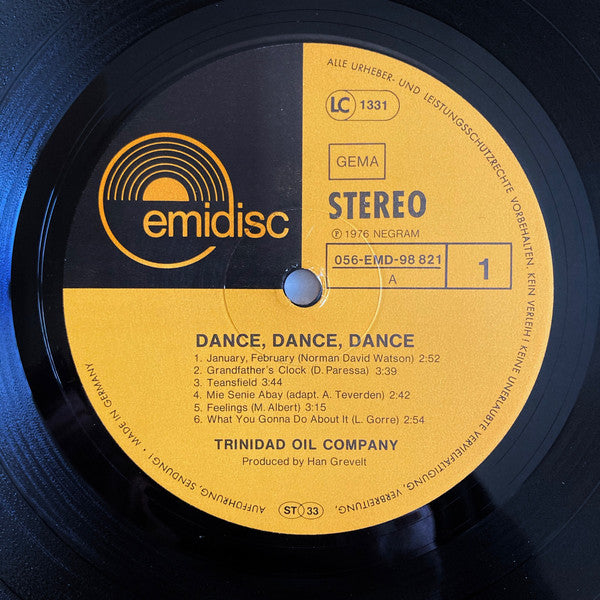 emidisc
LC 1331
GEMA
STEREO
℗ 1976 NEGRAM
056-EMD-98 821
A
1
DANCE, DANCE, DANCE
1. January, February (Norman David Watson) 2:52
2. Grandfather's Clock (D. Paressa) 3:39
3. Teansfield 3:44
4. Mie Senie Abay (adapt. A. Teverden) 2:42
5. Feelings (M. Albert) 3:15
6. What You Gonna Do About It (L. Gorre) 2:54
TRINIDAD OIL COMPANY
Produced by Han Grevelt
ST 33
ALLE URHEBER- UND LEISTUNGSSCHUTZRECHTE VORBEHALTEN. KEIN VERLEIH! KEINE UNERLAUBTE VERVIELFÄLTIGUNG, VERBREITUNG, AUFFÜHRUNG, SENDUNG! · MADE IN GERMANY